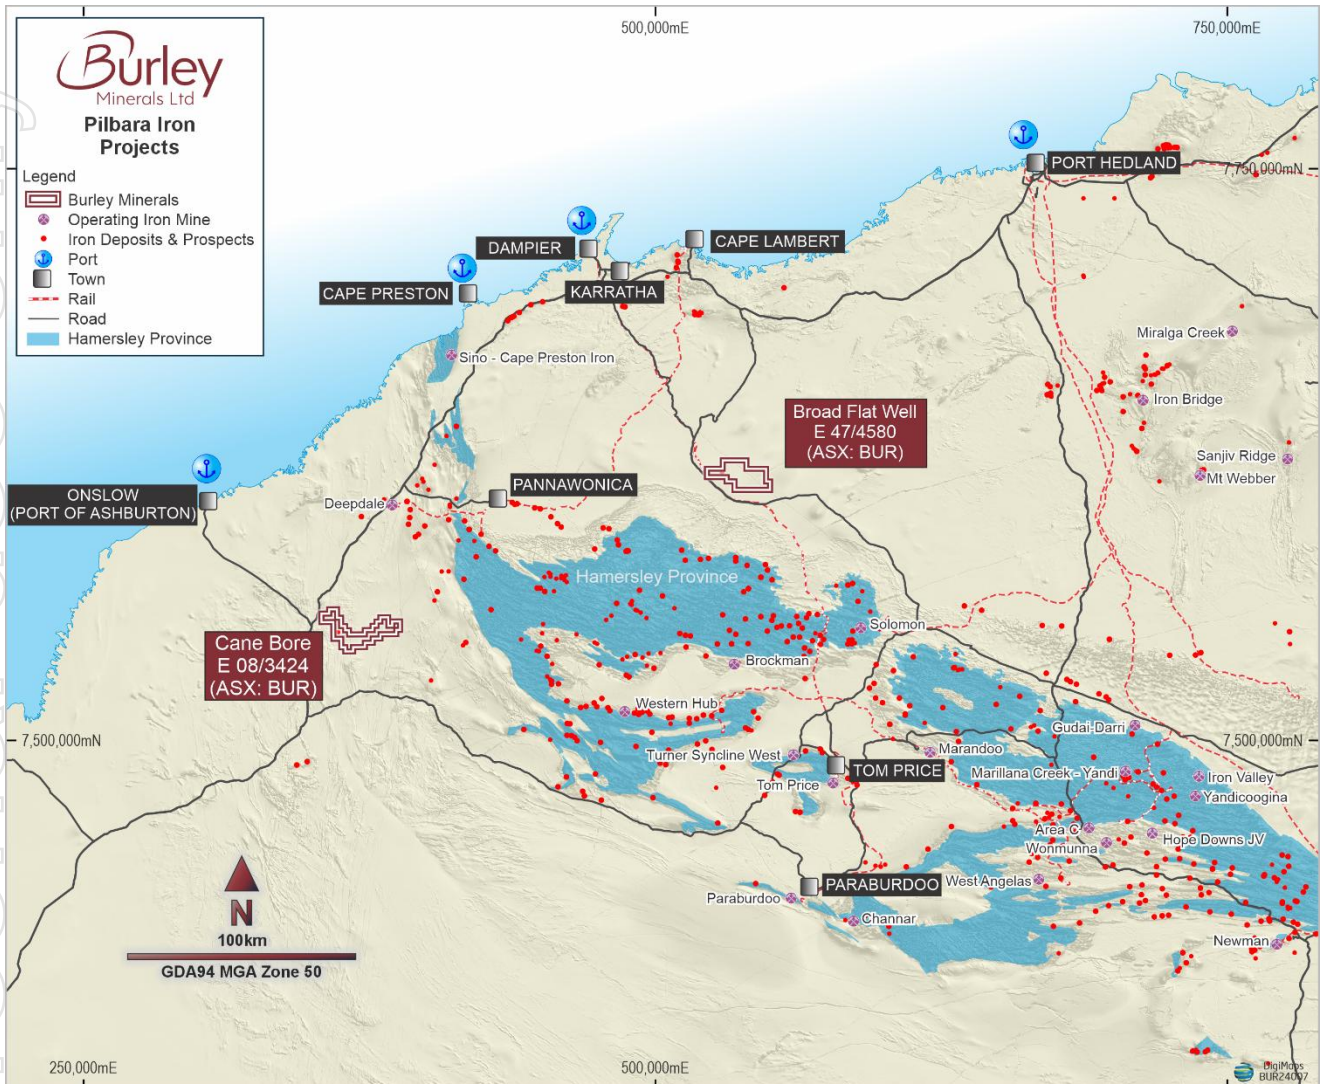 500,000mE
750,000mE
Burley
Minerals Ltd
Pilbara Iron
Projects
Legend
Burley Minerals
Operating Iron Mine
Iron Deposits & Prospects
Port
Town
Rail
Road
Hamersley Province
PORT HEDLAND
7,750,000mN
DAMPIER
CAPE LAMBERT
KARRATHA
CAPE PRESTON
Miralga Creek
Sino - Cape Preston Iron
Iron Bridge
Broad Flat Well
E 47/4580
(ASX: BUR)
Sanjiv Ridge
Mt Webber
PANNAWONICA
ONSLOW
(PORT OF ASHBURTON)
Deepdale
Hamersley Province
Solomon
Cane Bore
E 08/3424
(ASX: BUR)
Brockman
Western Hub
Gudai-Darri
7,500,000mN
7,500,000mN
Turner Syncline West
Marandoo
TOM PRICE
Marillana Creek - Yandi
Iron Valley
Tom Price
Yandicoogina
Area C
Hope Downs JV
Wonmunna
PARABURDOO
West Angelas
Paraburdoo
Channar
Newman
N
100km
GDA94 MGA Zone 50
250,000mE
500,000mE
DigiMaps
BUR24007